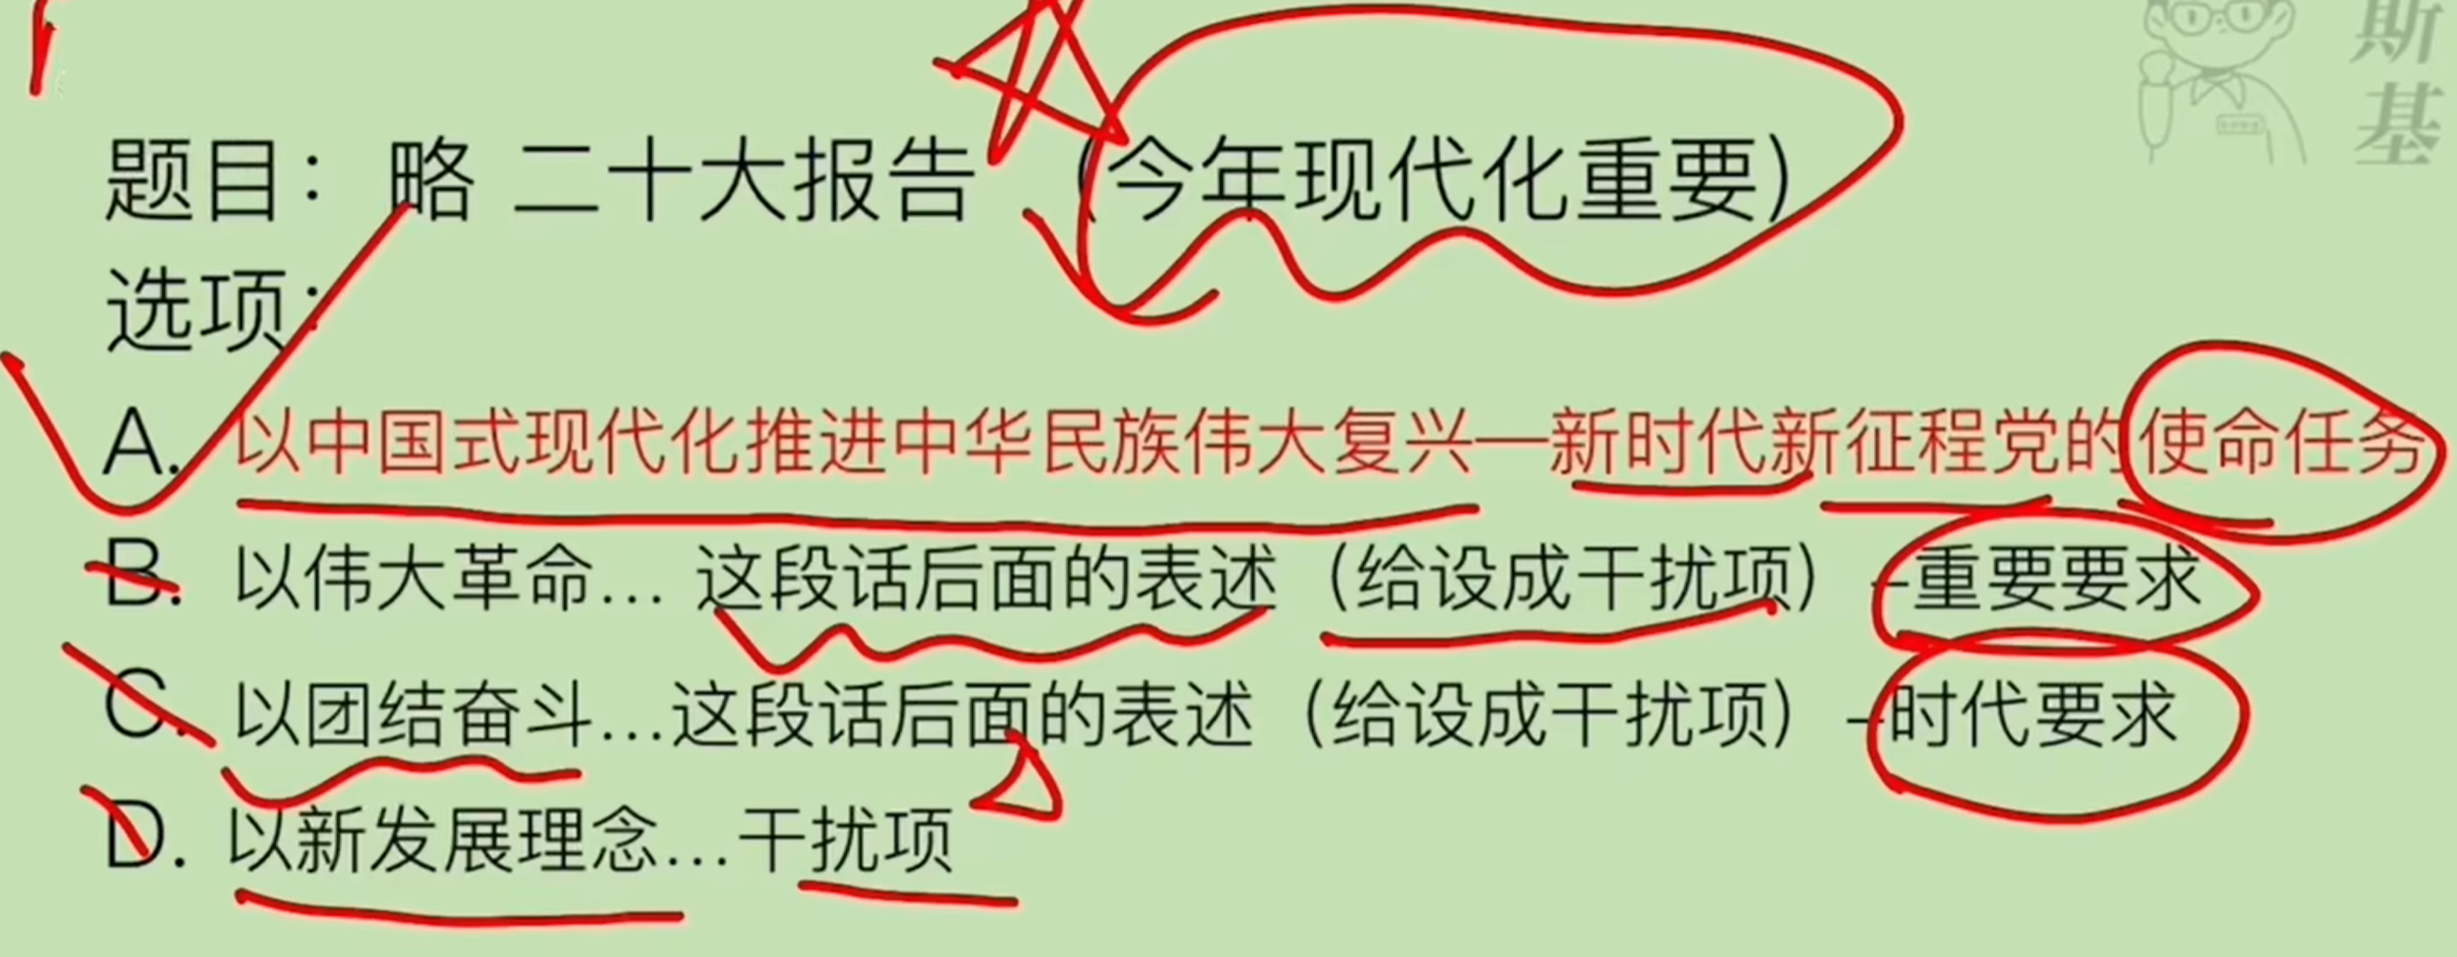 斯
基
题目：略 二十大报告（今年现代化重要）
选项：
A. 以中国式现代化推进中华民族伟大复兴—新时代新征程党的使命任务
B. 以伟大革命… 这段话后面的表述（给设成干扰项）–重要要求
C. 以团结奋斗…这段话后面的表述（给设成干扰项）–时代要求
D. 以新发展理念…干扰项